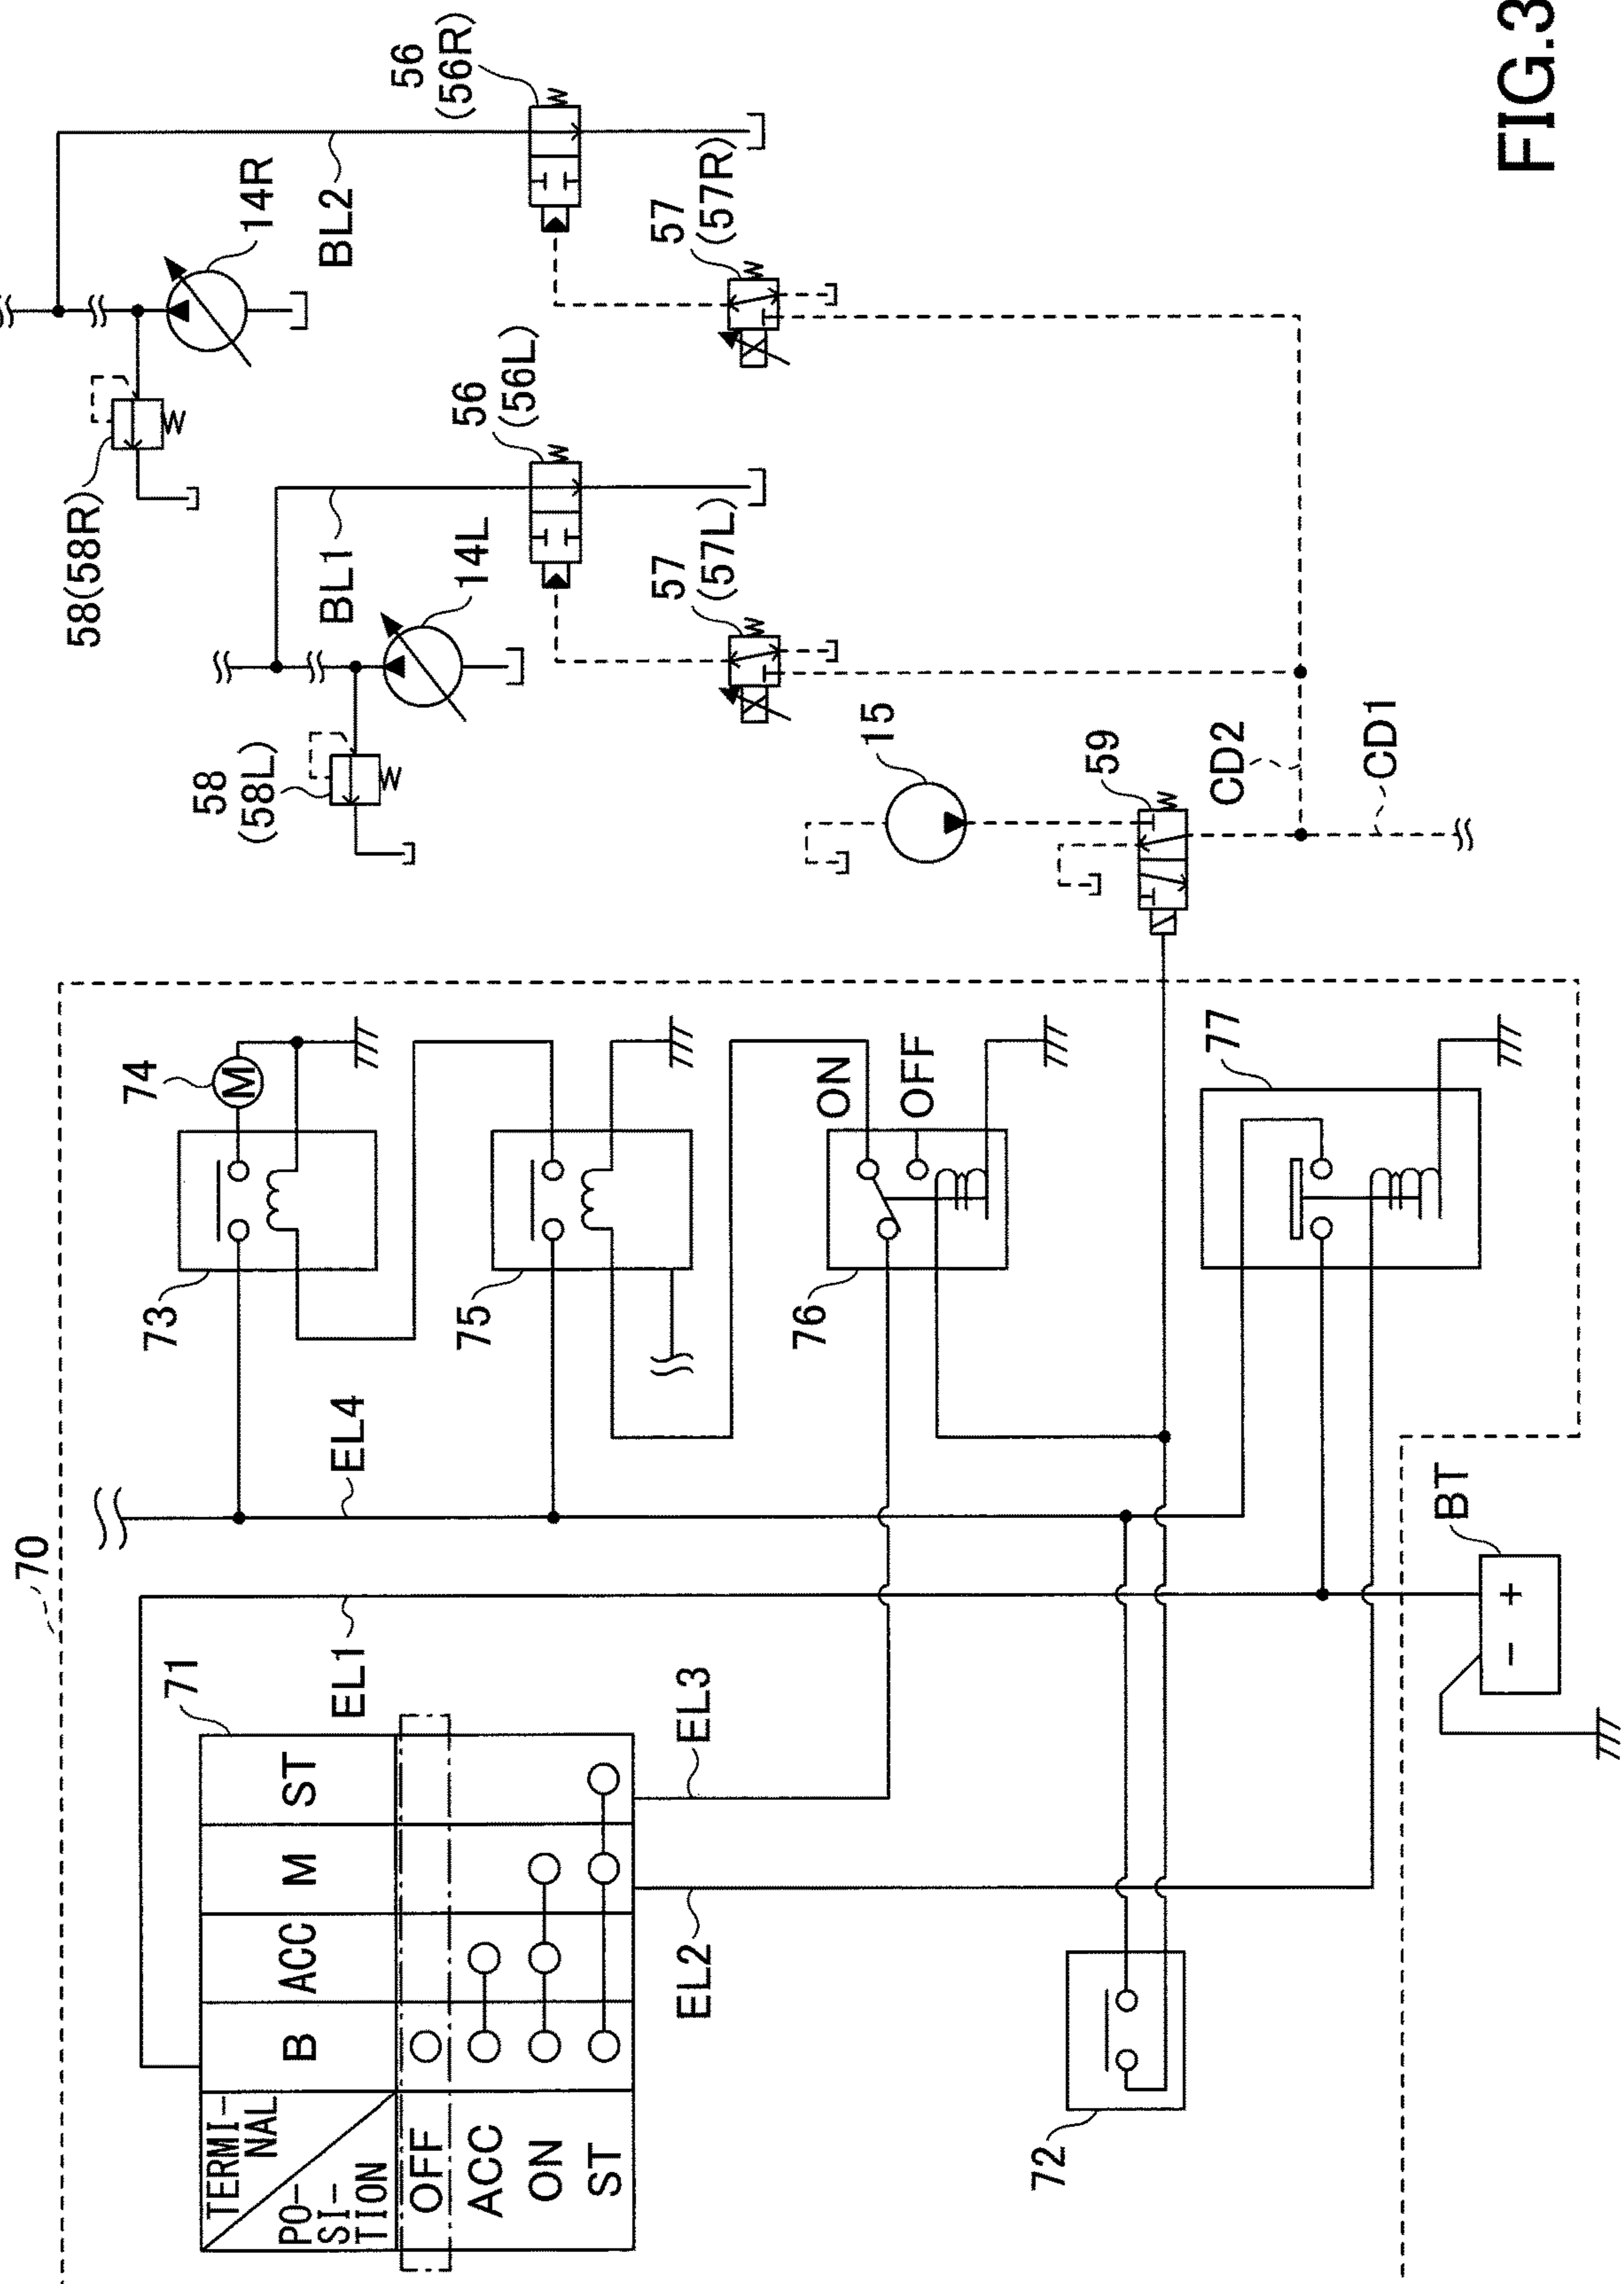 FIG.3
70
71
TERMI-
NAL
PO-
SI-
TION
B
ACC
M
ST
OFF
ACC
ON
ST
EL1
EL4
EL3
EL2
72
73
74
75
76
ON
OFF
77
BT
+
-
M
58
(58L)
14L
BL1
56
(56L)
57
(57L)
58(58R)
14R
BL2
56
(56R)
57
(57R)
15
59
CD2
CD1